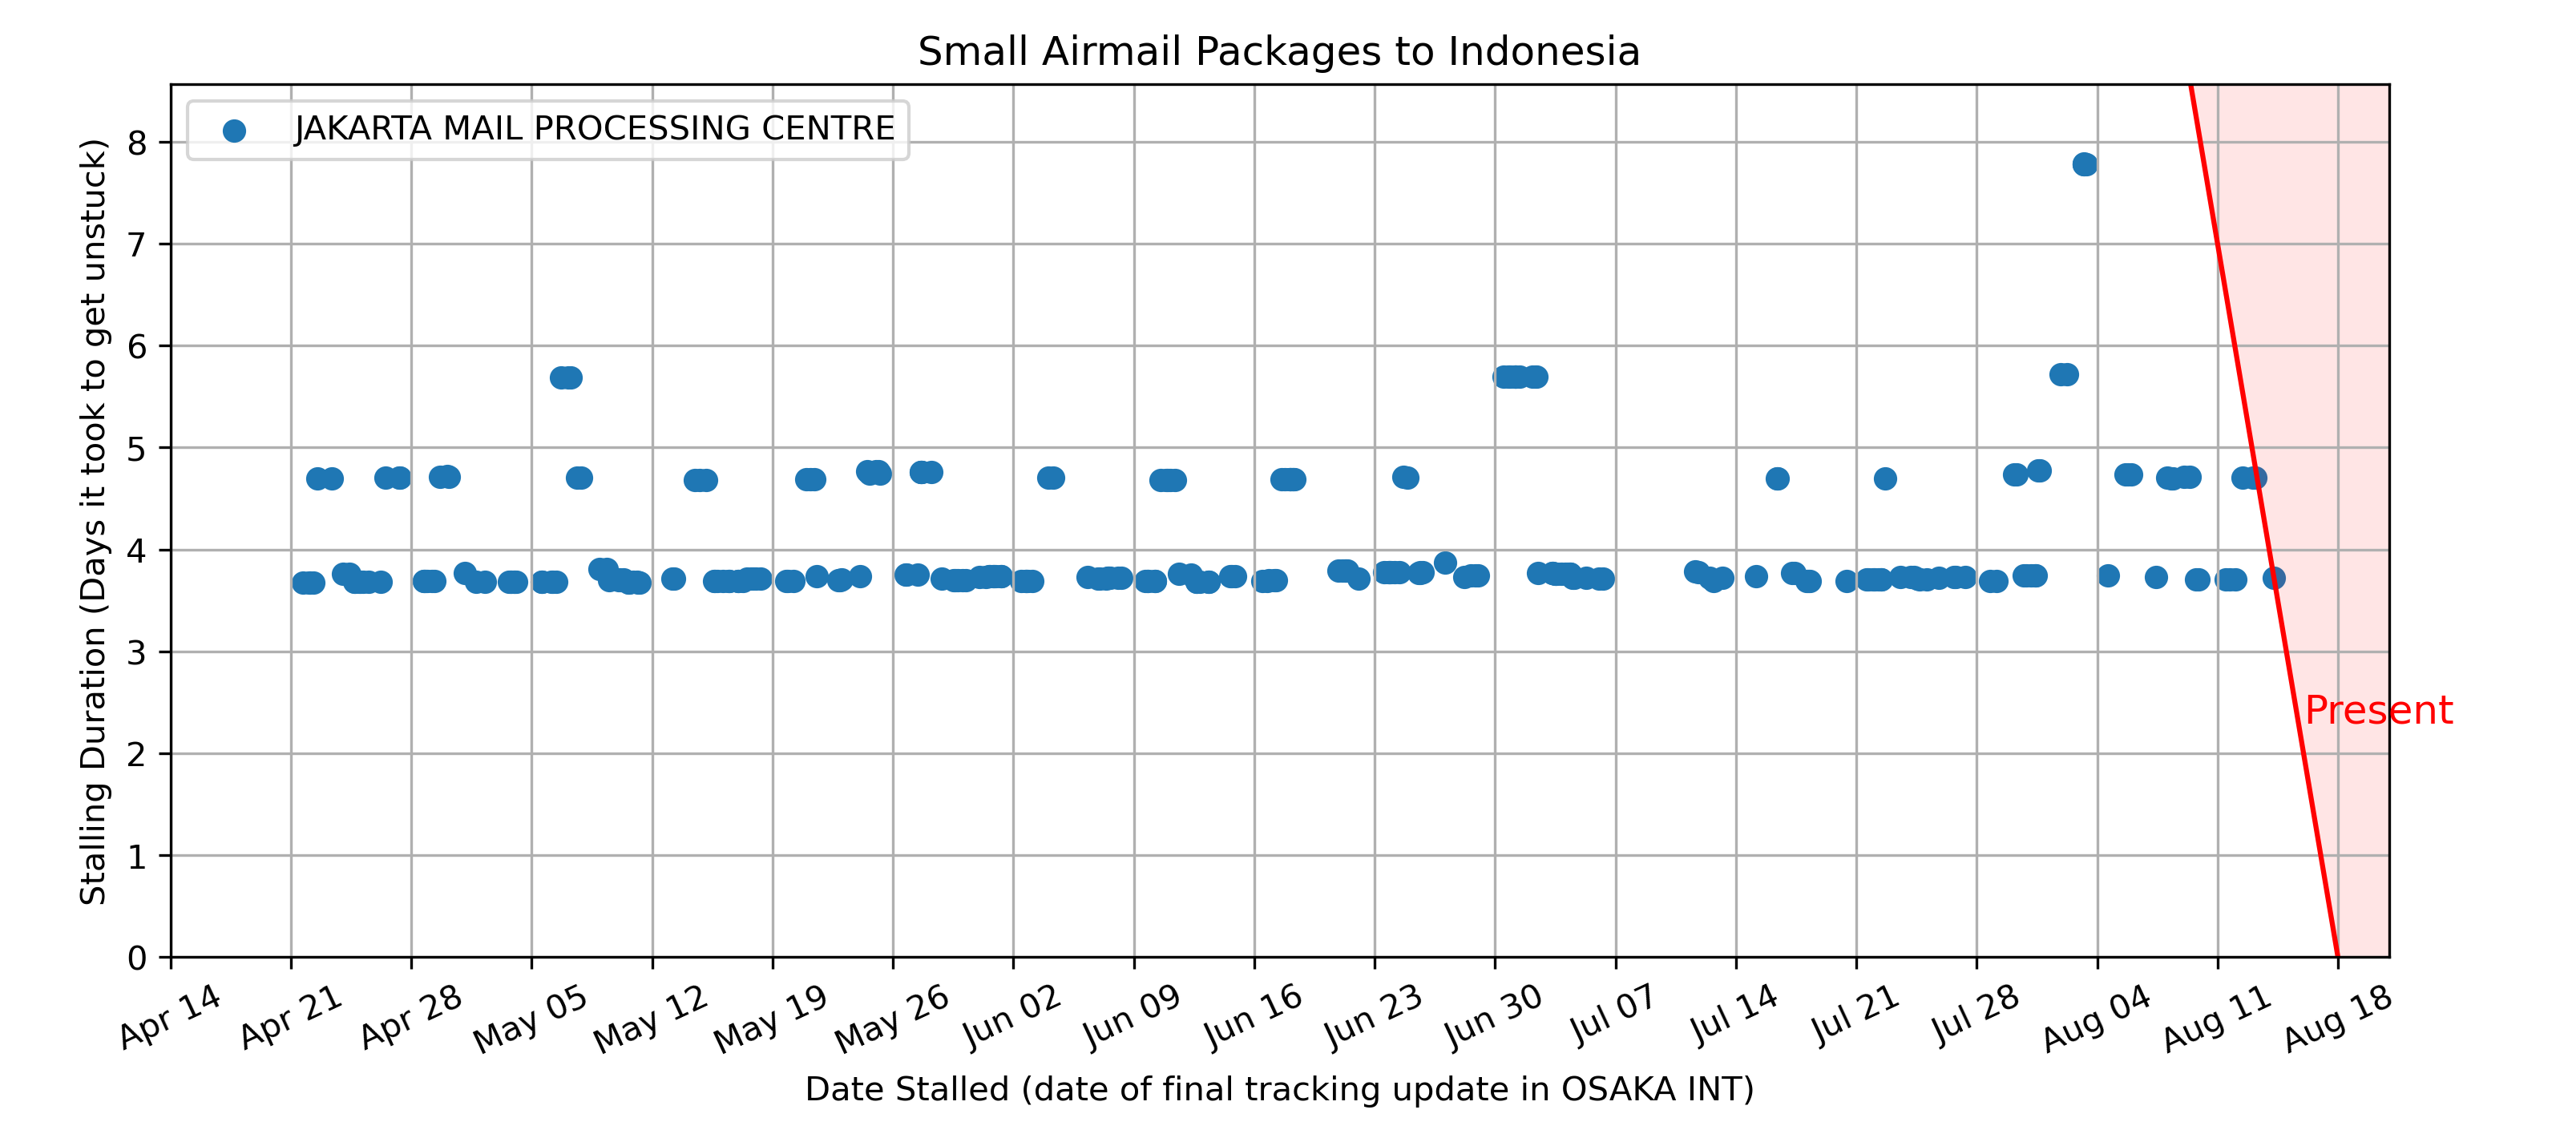 Small Airmail Packages to Indonesia
JAKARTA MAIL PROCESSING CENTRE
Stalling Duration (Days it took to get unstuck)
8
7
6
5
4
3
2
1
0
Present
Apr 14
Apr 21
Apr 28
May 05
May 12
May 19
May 26
Jun 02
Jun 09
Jun 16
Jun 23
Jun 30
Jul 07
Jul 14
Jul 21
Jul 28
Aug 04
Aug 11
Aug 18
Date Stalled (date of final tracking update in OSAKA INT)